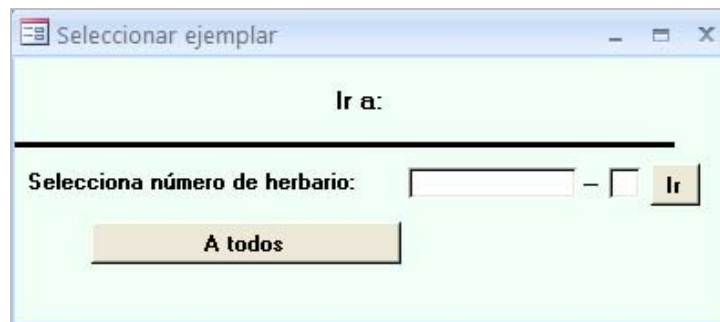 Seleccionar ejemplar
Ir a:
Selecciona número de herbario: – Ir
A todos